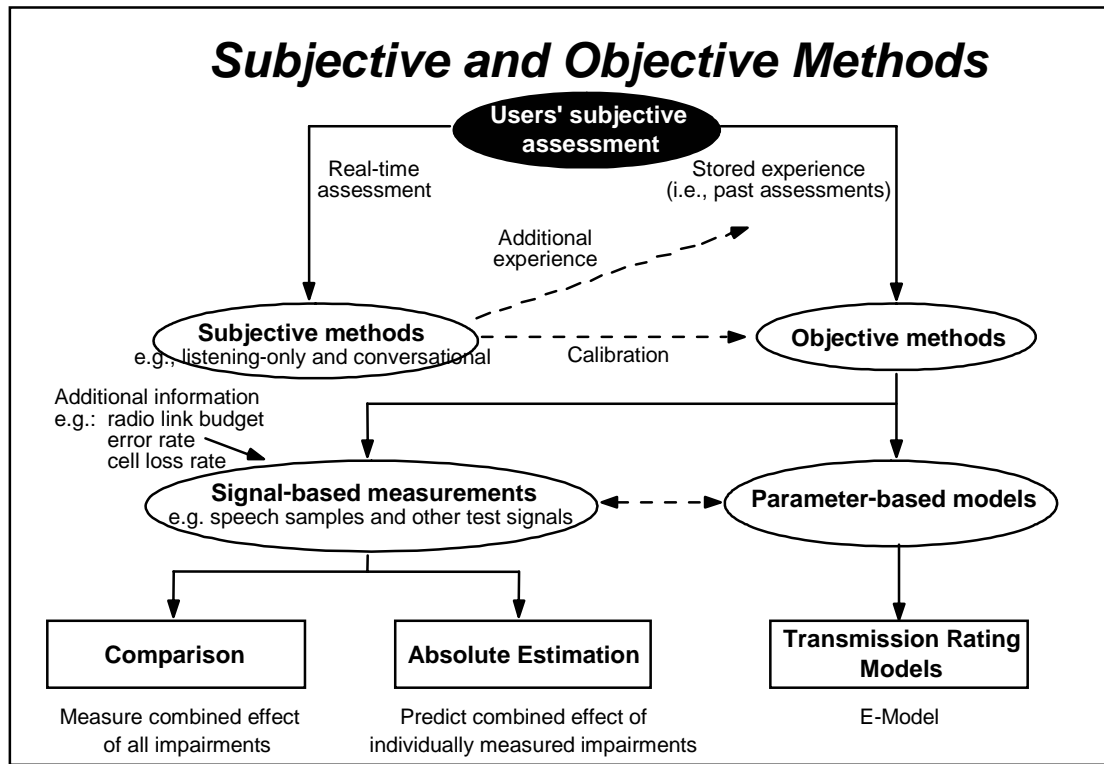 Subjective and Objective Methods
Users' subjective
assessment
Real-time
assessment
Stored experience
(i.e., past assessments)
Additional
experience
Subjective methods
e.g., listening-only and conversational
Calibration
Objective methods
Additional information
e.g.: radio link budget
error rate
cell loss rate
Signal-based measurements
e.g. speech samples and other test signals
Parameter-based models
Comparison
Absolute Estimation
Transmission Rating
Models
Measure combined effect
of all impairments
Predict combined effect of
individually measured impairments
E-Model